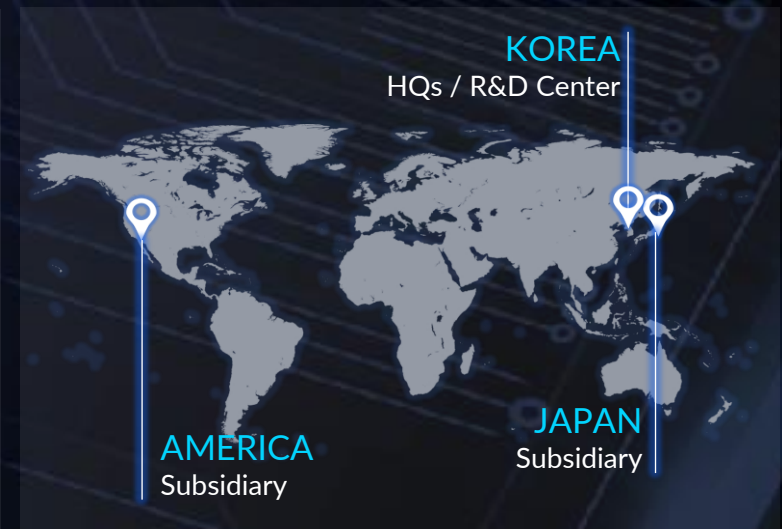 KOREA
HQs / R&D Center
AMERICA
Subsidiary
JAPAN
Subsidiary